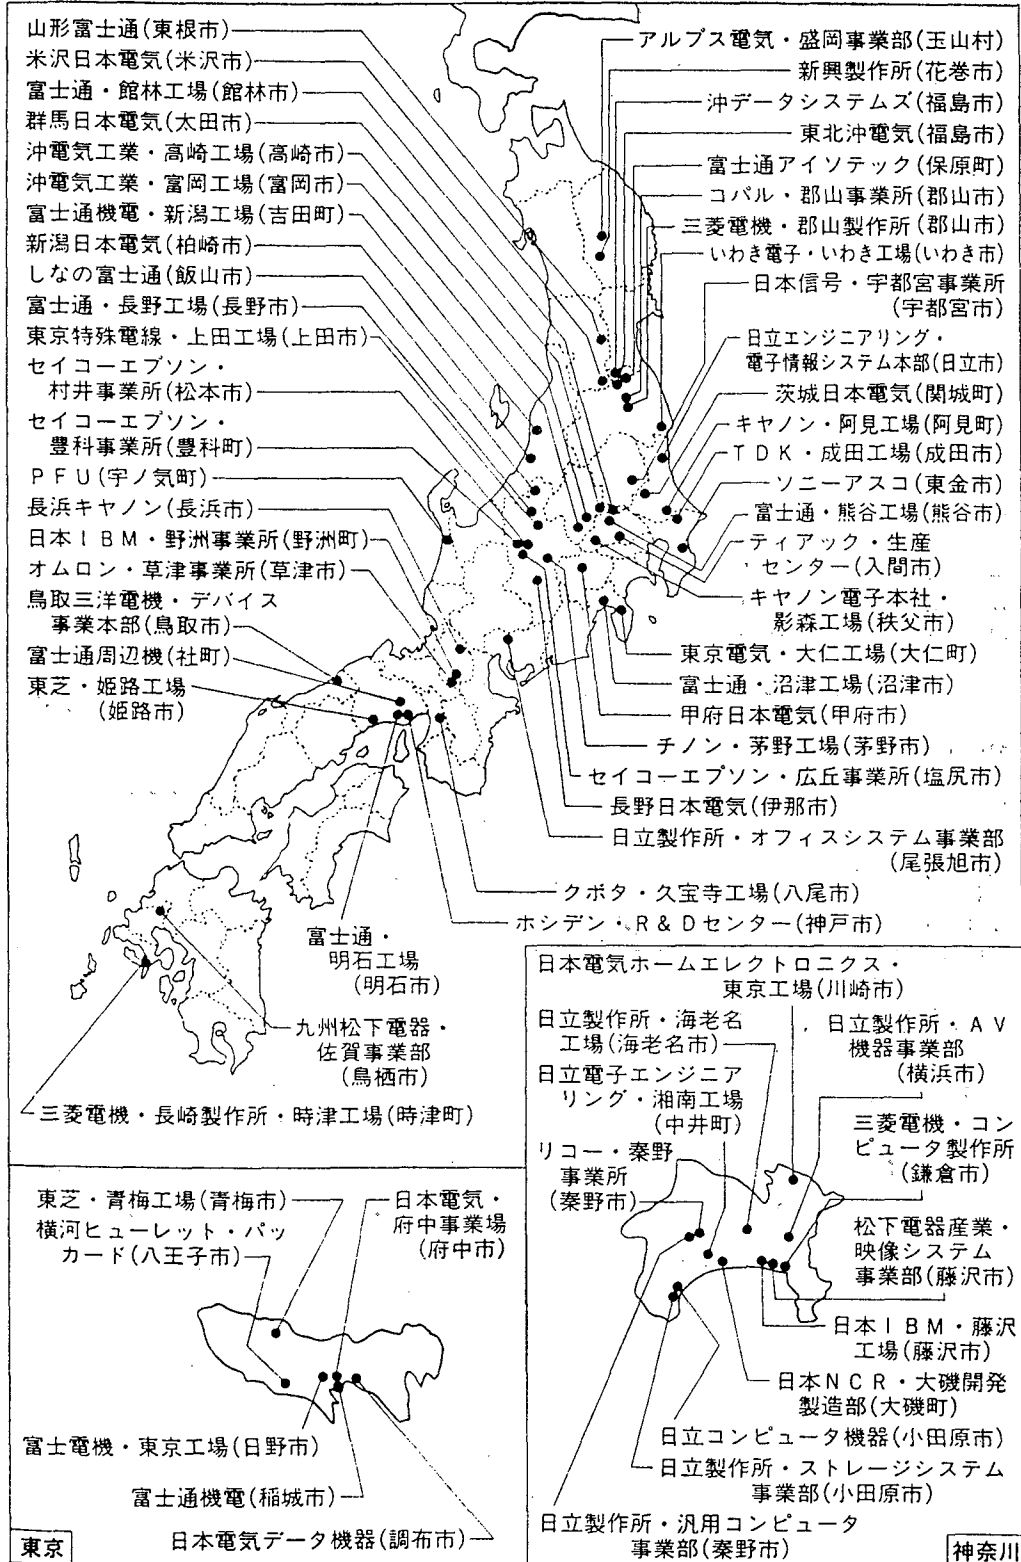 山形富士通(東根市)
米沢日本電気(米沢市)
富士通・館林工場(館林市)
群馬日本電気(太田市)
沖電気工業・高崎工場(高崎市)
沖電気工業・富岡工場(富岡市)
富士通機電・新潟工場(吉田町)
新潟日本電気(柏崎市)
しなの富士通(飯山市)
富士通・長野工場(長野市)
東京特殊電線・上田工場(上田市)
セイコーエプソン・
村井事業所(松本市)
セイコーエプソン・
豊科事業所(豊科町)
PFU(宇ノ気町)
長浜キヤノン(長浜市)
日本IBM・野洲事業所(野洲町)
オムロン・草津事業所(草津市)
鳥取三洋電機・デバイス
事業本部(鳥取市)
富士通周辺機(社町)
東芝・姫路工場
(姫路市)
アルプス電気・盛岡事業部(玉山村)
新興製作所(花巻市)
沖データシステムズ(福島市)
東北沖電気(福島市)
富士通アイソテック(保原町)
コパル・郡山事業所(郡山市)
三菱電機・郡山製作所(郡山市)
いわき電子・いわき工場(いわき市)
日本信号・宇都宮事業所
(宇都宮市)
日立エンジニアリング・
電子情報システム本部(日立市)
茨城日本電気(関城町)
キヤノン・阿見工場(阿見町)
TDK・成田工場(成田市)
ソニーアスコ(東金市)
富士通・熊谷工場(熊谷市)
ティアック・生産
センター(入間市)
キヤノン電子本社・
影森工場(秩父市)
東京電気・大仁工場(大仁町)
富士通・沼津工場(沼津市)
甲府日本電気(甲府市)
チノン・茅野工場(茅野市)
セイコーエプソン・広丘事業所(塩尻市)
長野日本電気(伊那市)
日立製作所・オフィスシステム事業部
(尾張旭市)
クボタ・久宝寺工場(八尾市)
ホシデン・R&Dセンター(神戸市)
富士通・
明石工場
(明石市)
九州松下電器・
佐賀事業部
(鳥栖市)
三菱電機・長崎製作所・時津工場(時津町)
東芝・青梅工場(青梅市)
横河ヒューレット・パッ
カード(八王子市)
日本電気・
府中事業場
(府中市)
富士電機・東京工場(日野市)
富士通機電(稲城市)
日本電気データ機器(調布市)
東京
日本電気ホームエレクトロニクス・
東京工場(川崎市)
日立製作所・海老名
工場(海老名市)
日立電子エンジニア
リング・湘南工場
(中井町)
リコー・秦野
事業所
(秦野市)
日立製作所・AV
機器事業部
(横浜市)
三菱電機・コン
ピュータ製作所
(鎌倉市)
松下電器産業・
映像システム
事業部(藤沢市)
日本IBM・藤沢
工場(藤沢市)
日本NCR・大磯開発
製造部(大磯町)
日立コンピュータ機器(小田原市)
日立製作所・ストレージシステム
事業部(小田原市)
日立製作所・汎用コンピュータ
事業部(秦野市)
神奈川